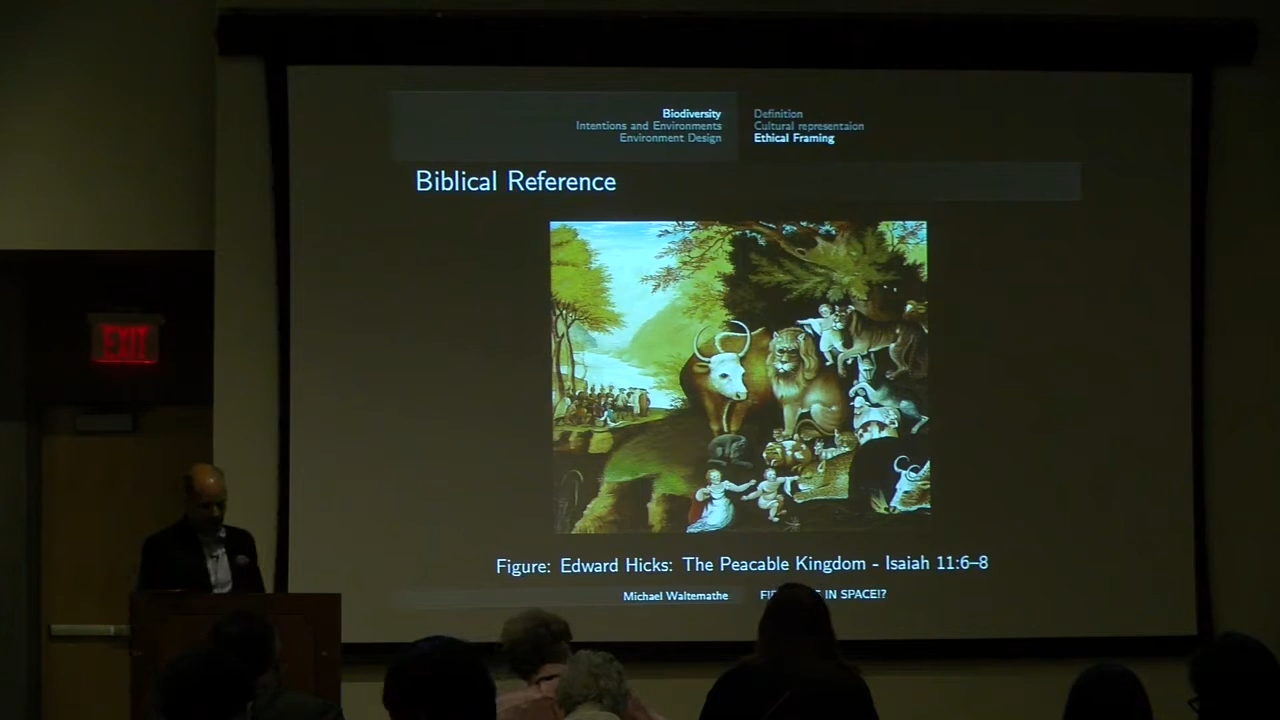 EXIT
Biodiversity
Intentions and Environments
Environment Design
Definition
Cultural representaion
Ethical Framing
Biblical Reference
Figure: Edward Hicks: The Peacable Kingdom - Isaiah 11:6–8
Michael Waltemathe
IN SPACE!?